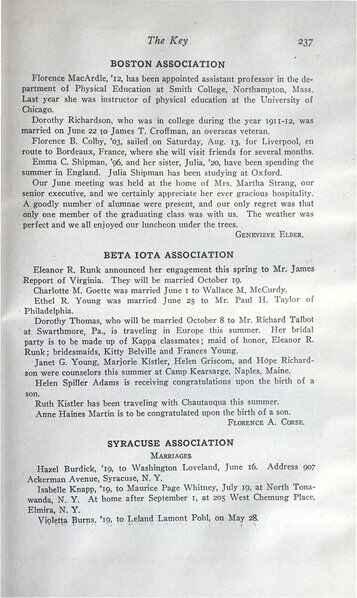 The Key 237
BOSTON ASSOCIATION
Florence MacArdle, '12, has been appointed assistant professor in the de-
partment of Physical Education at Smith College, Northampton, Mass.
Last year she was instructor of physical education at the University of
Chicago.
Dorothy Richardson, who was in college during the year 1911-12, was
married on June 22 to James T. Croffman, an overseas veteran.
Florence B. Colby, '03, sailed on Saturday, Aug. 13, for Liverpool, en
route to Bordeaux, France, where she will visit friends for several months.
Emma C. Shipman, '96, and her sister, Julia, '20, have been spending the
summer in England. Julia Shipman has been studying at Oxford.
Our June meeting was held at the home of Mrs. Martha Strang, our
senior executive, and we certainly appreciate her ever gracious hospitality.
A goodly number of alumnae were present, and our only regret was that
only one member of the graduating class was with us. The weather was
perfect and we all enjoyed our luncheon under the trees.
GENEVIEVE ELDER.
BETA IOTA ASSOCIATION
Eleanor R. Runk announced her engagement this spring to Mr. James
Repport of Virginia. They will be married October 19.
Charlotte M. Goette was married June 1 to Wallace M. McCurdy.
Ethel R. Young was married June 25 to Mr. Paul H. Taylor of
Philadelphia.
Dorothy Thomas, who will be married October 8 to Mr. Richard Talbot
at Swarthmore, Pa., is traveling in Europe this summer. Her bridal
party is to be made up of Kappa classmates; maid of honor, Eleanor R.
Runk; bridesmaids, Kitty Belville and Frances Young.
Janet G. Young, Marjorie Kistler, Helen Griscom, and Hope Richard-
son were counselors this summer at Camp Kearsarge, Naples, Maine.
Helen Spiller Adams is receiving congratulations upon the birth of a
son.
Ruth Kistler has been traveling with Chautauqua this summer.
Anne Haines Martin is to be congratulated upon the birth of a son.
FLORENCE A. CORSE.
SYRACUSE ASSOCIATION
MARRIAGES
Hazel Burdick, '19, to Washington Loveland, June 16. Address 907
Ackerman Avenue, Syracuse, N. Y.
Isabelle Knapp, '19, to Maurice Page Whitney, July 19, at North Tona-
wanda, N. Y. At home after September 1, at 205 West Chemung Place,
Elmira, N. Y.
Violetta Burns, '19, to Leland Lamont Pohl, on May 28.